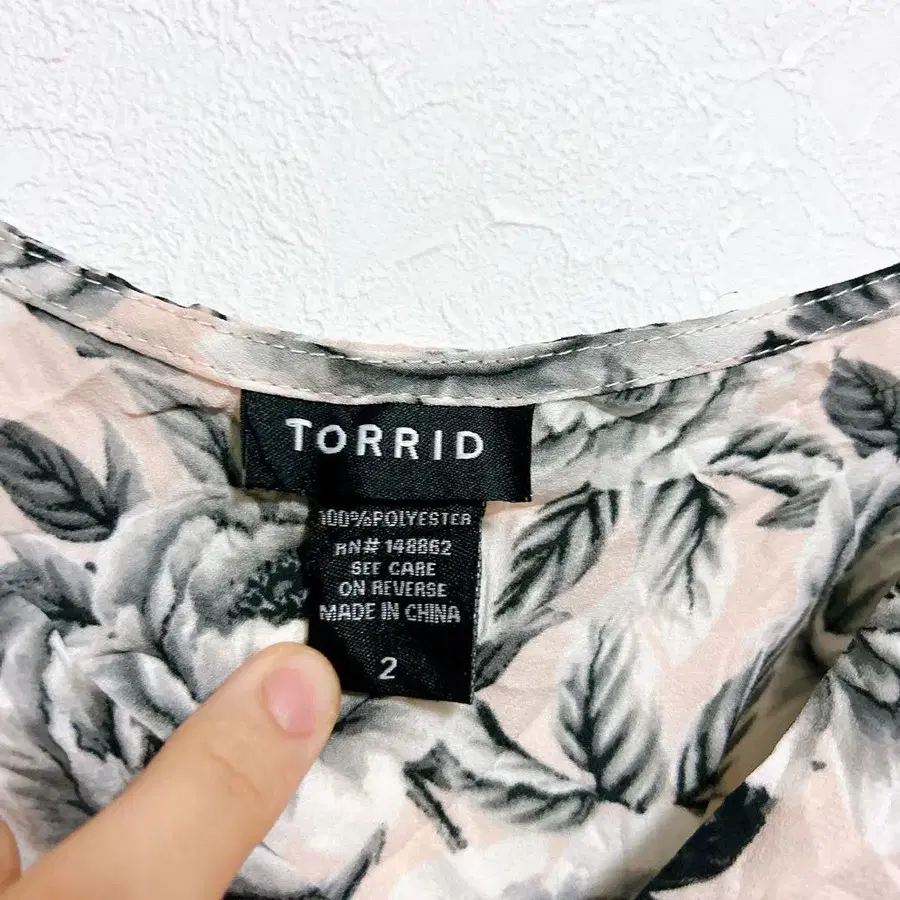 TORRID
100%POLYESTER
RN# 148862
SEE CARE
ON REVERSE
MADE IN CHINA
2